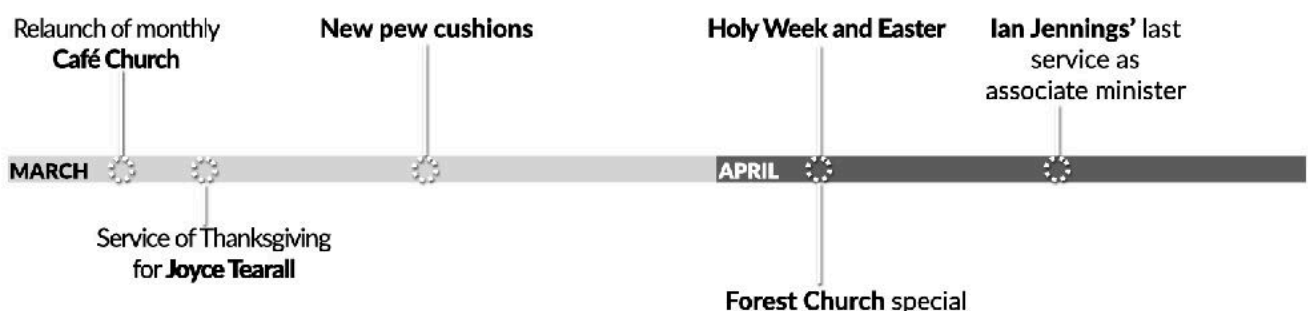 Relaunch of monthly
Café Church
New pew cushions
Holy Week and Easter
Ian Jennings’ last
service as
associate minister
MARCH
APRIL
Service of Thanksgiving
for Joyce Tearall
Forest Church special